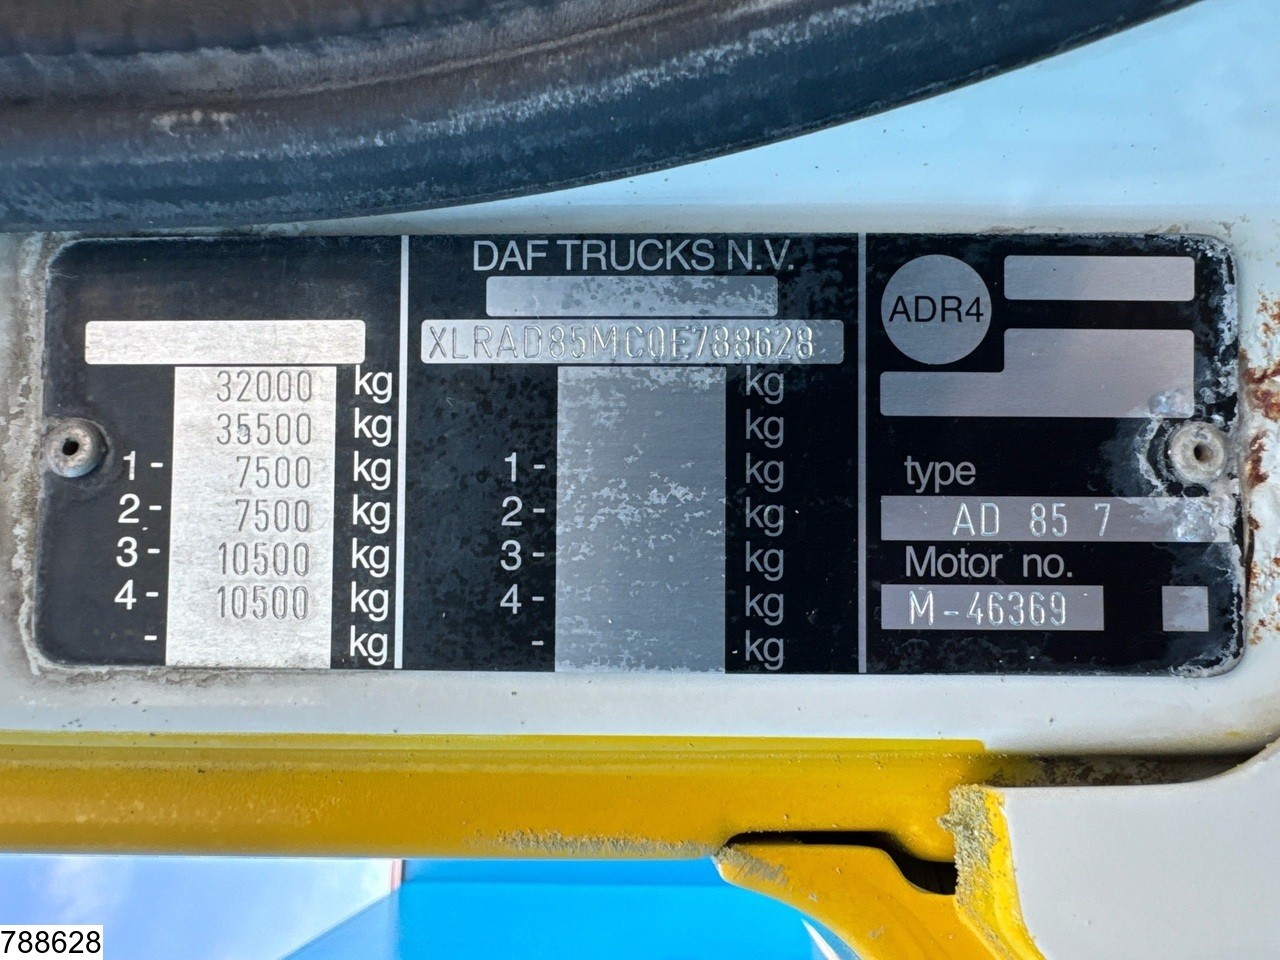 DAF TRUCKS N.V.
XLRAD85MC0E788628
32000 kg
35500 kg
1- 7500 kg
2- 7500 kg
3- 10500 kg
4- 10500 kg
- kg
kg
kg
1- kg
2- kg
3- kg
4- kg
- kg
ADR4
type
AD 85 7
Motor no.
M-46369
788628